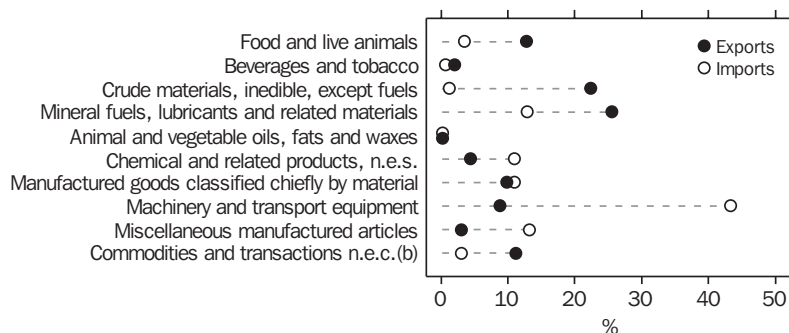 Food and live animals
Beverages and tobacco
Crude materials, inedible, except fuels
Mineral fuels, lubricants and related materials
Animal and vegetable oils, fats and waxes
Chemical and related products, n.e.s.
Manufactured goods classified chiefly by material
Machinery and transport equipment
Miscellaneous manufactured articles
Commodities and transactions n.e.c.(b)
Exports
Imports
0 10 20 30 40 50
%